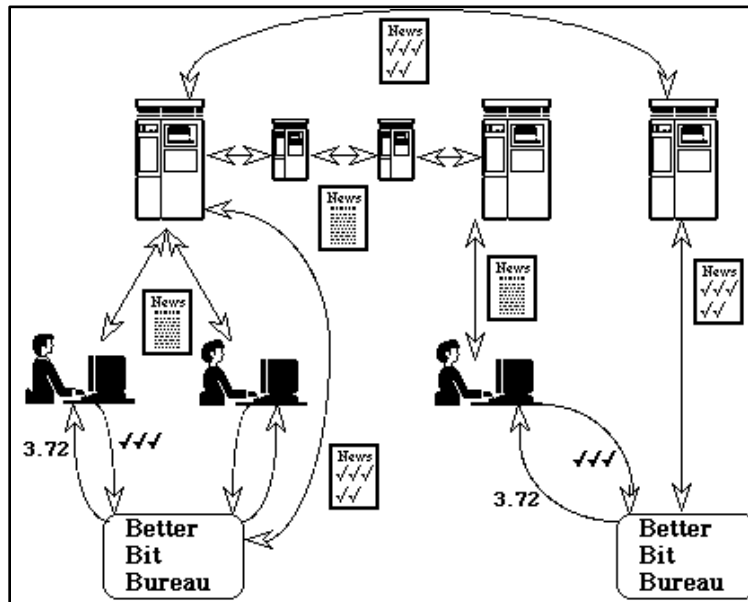 News
✓✓✓
✓✓
News
News
News
News
✓✓✓
✓✓
3.72
✓✓✓
News
✓✓✓
✓✓
✓✓✓
3.72
Better
Bit
Bureau
Better
Bit
Bureau